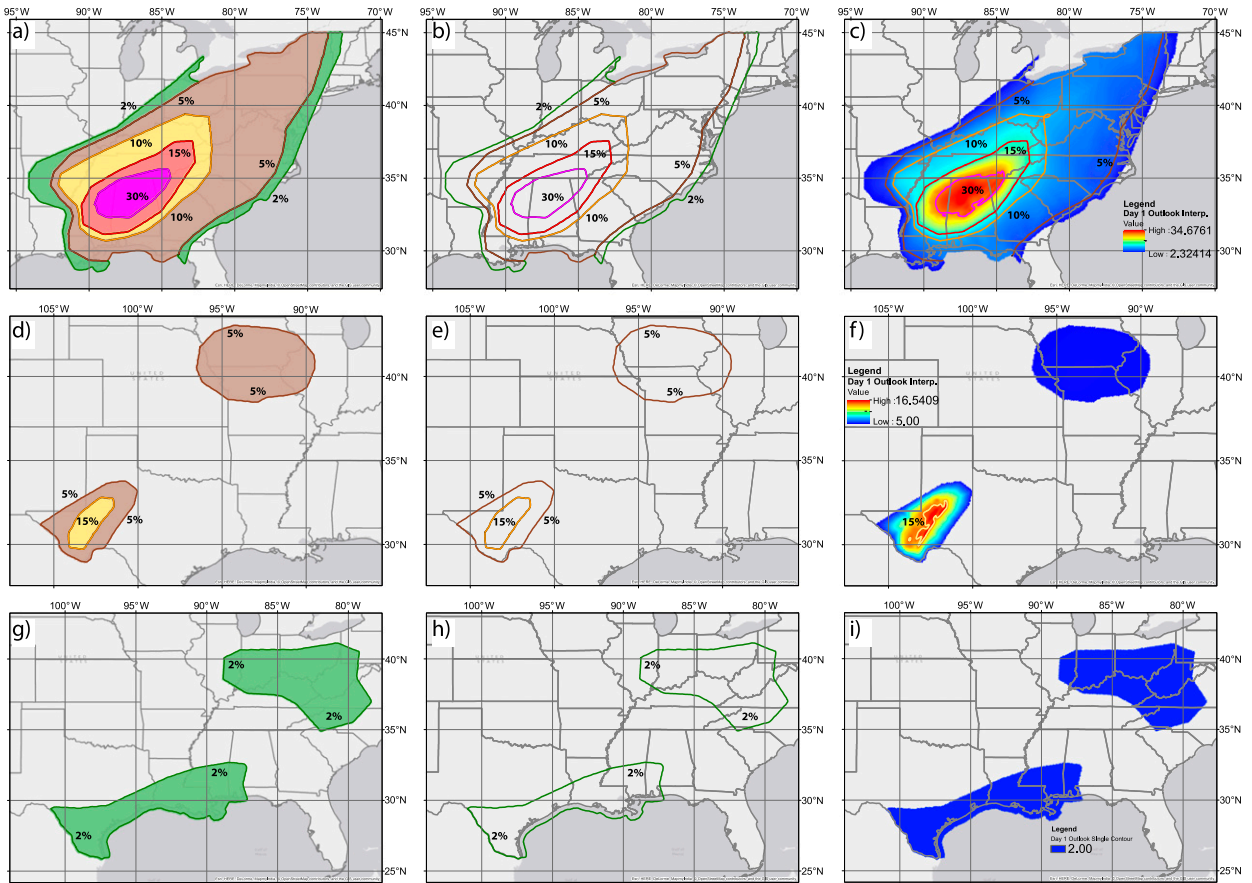 95°W 90°W 85°W 80°W 75°W 70°W
a)
45°N
2%
5%
40°N
10%
15%
5%
35°N
30%
2%
10%
30°N
95°W 90°W 85°W 80°W 75°W 70°W
b)
45°N
2%
5%
40°N
10%
15%
5%
35°N
30%
2%
10%
30°N
95°W 90°W 85°W 80°W 75°W 70°W
c)
45°N
5%
40°N
10%
15%
5%
35°N
30%
10%
Legend
Day 1 Outlook Interp.
Value
High : 34.6761
Low : 2.32414
30°N
105°W 100°W 95°W 90°W
d)
5%
UNITED
STATES
40°N
5%
35°N
5%
15%
5%
30°N
105°W 100°W 95°W 90°W
e)
5%
UNITED
STATES
40°N
5%
35°N
5%
15%
5%
30°N
105°W 100°W 95°W 90°W
f)
Legend
Day 1 Outlook Interp.
Value
High : 16.5409
Low : 5.00
40°N
35°N
15%
30°N
100°W 95°W 90°W 85°W 80°W
g)
2%
40°N
2%
35°N
2%
30°N
2%
25°N
100°W 95°W 90°W 85°W 80°W
h)
2%
40°N
2%
35°N
2%
30°N
2%
25°N
100°W 95°W 90°W 85°W 80°W
i)
40°N
35°N
30°N
Legend
Day 1 Outlook Single Contour
2.00
25°N